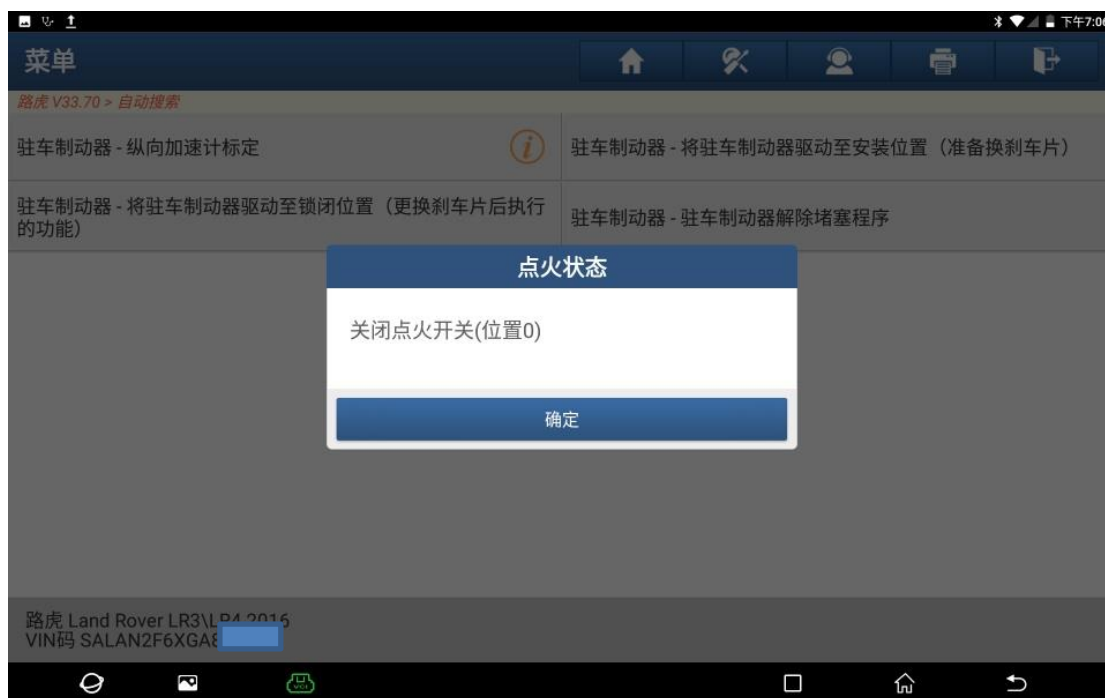 下午7:06
菜单
路虎 V33.70 > 自动搜索
驻车制动器 - 纵向加速计标定
驻车制动器 - 将驻车制动器驱动至安装位置（准备换刹车片）
驻车制动器 - 将驻车制动器驱动至锁闭位置（更换刹车片后执行
的功能）
驻车制动器 - 驻车制动器解除堵塞程序
点火状态
关闭点火开关(位置0)
确定
路虎 Land Rover LR3\LR4 2016
VIN码 SALAN2F6XGA8